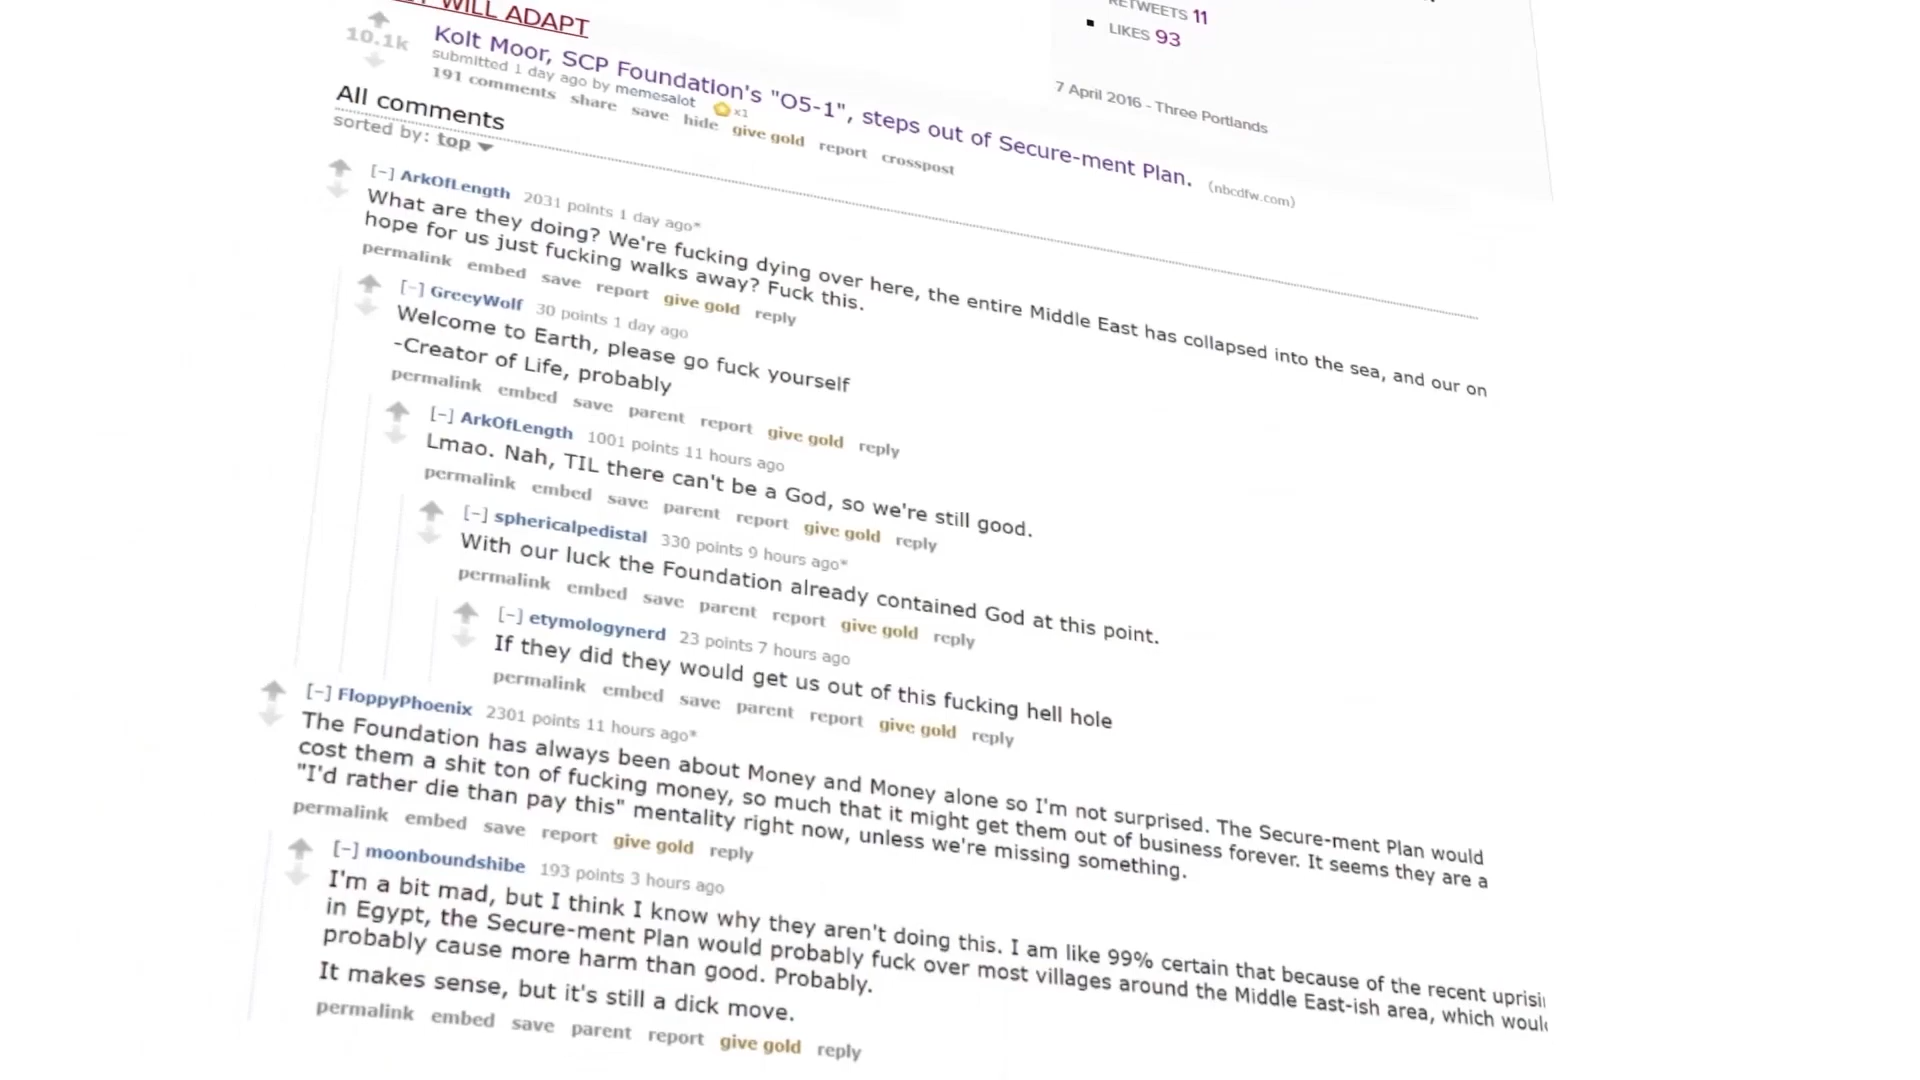 WILL ADAPT
RETWEETS 11
LIKES 93
7 April 2016 - Three Portlands
10.1k
Kolt Moor, SCP Foundation's "O5-1", steps out of Secure-ment Plan. (nbcdfw.com)
submitted 1 day ago by memesalot x1
191 comments share save hide give gold report crosspost
All comments
sorted by: top
[-] ArkOfLength 2031 points 1 day ago*
What are they doing? We're fucking dying over here, the entire Middle East has collapsed into the sea, and our on
hope for us just fucking walks away? Fuck this.
permalink embed save report give gold reply
[-] GreeyWolf 30 points 1 day ago
Welcome to Earth, please go fuck yourself
-Creator of Life, probably
permalink embed save parent report give gold reply
[-] ArkOfLength 1001 points 11 hours ago
Lmao. Nah, TIL there can't be a God, so we're still good.
permalink embed save parent report give gold reply
[-] sphericalpedistal 330 points 9 hours ago*
With our luck the Foundation already contained God at this point.
permalink embed save parent report give gold reply
[-] etymologynerd 23 points 7 hours ago
If they did they would get us out of this fucking hell hole
permalink embed save parent report give gold reply
[-] FloppyPhoenix 2301 points 11 hours ago*
The Foundation has always been about Money and Money alone so I'm not surprised. The Secure-ment Plan would
cost them a shit ton of fucking money, so much that it might get them out of business forever. It seems they are a
"I'd rather die than pay this" mentality right now, unless we're missing something.
permalink embed save report give gold reply
[-] moonboundshibe 193 points 3 hours ago
I'm a bit mad, but I think I know why they aren't doing this. I am like 99% certain that because of the recent uprisi
in Egypt, the Secure-ment Plan would probably fuck over most villages around the Middle East-ish area, which woul
probably cause more harm than good. Probably.
It makes sense, but it's still a dick move.
permalink embed save parent report give gold reply